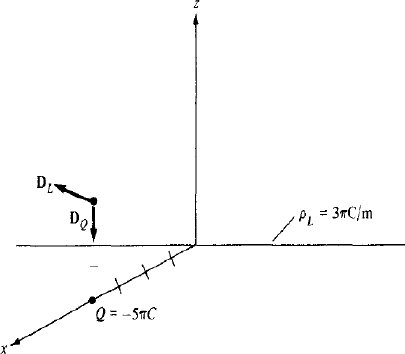 z
D_L
D_Q
ρ_L = 3πC/m
Q = −5πC
x